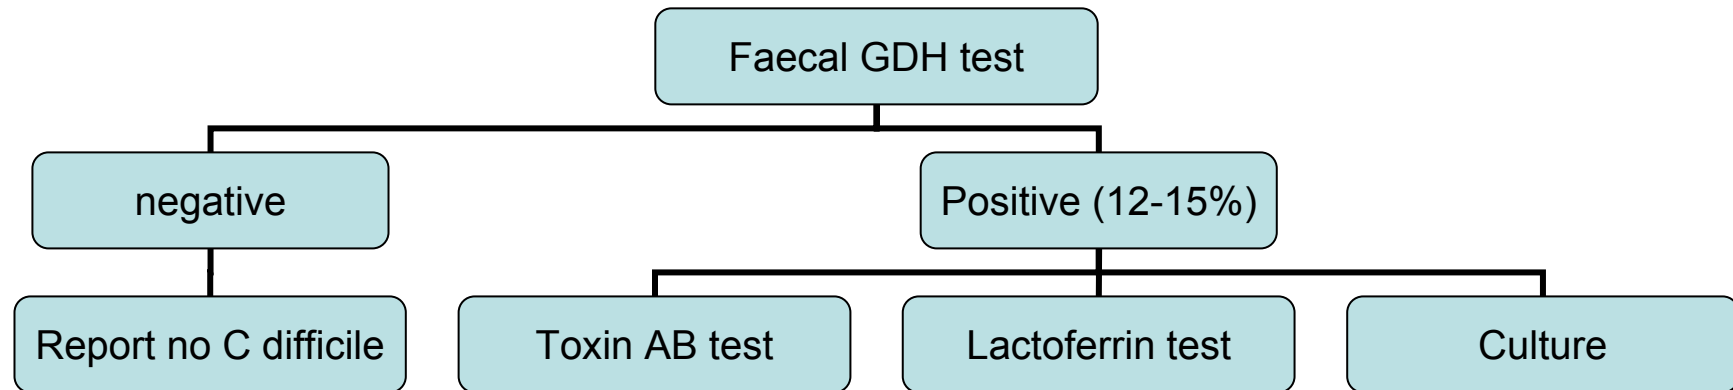 Faecal GDH test
negative
Positive (12-15%)
Report no C difficile
Toxin AB test
Lactoferrin test
Culture